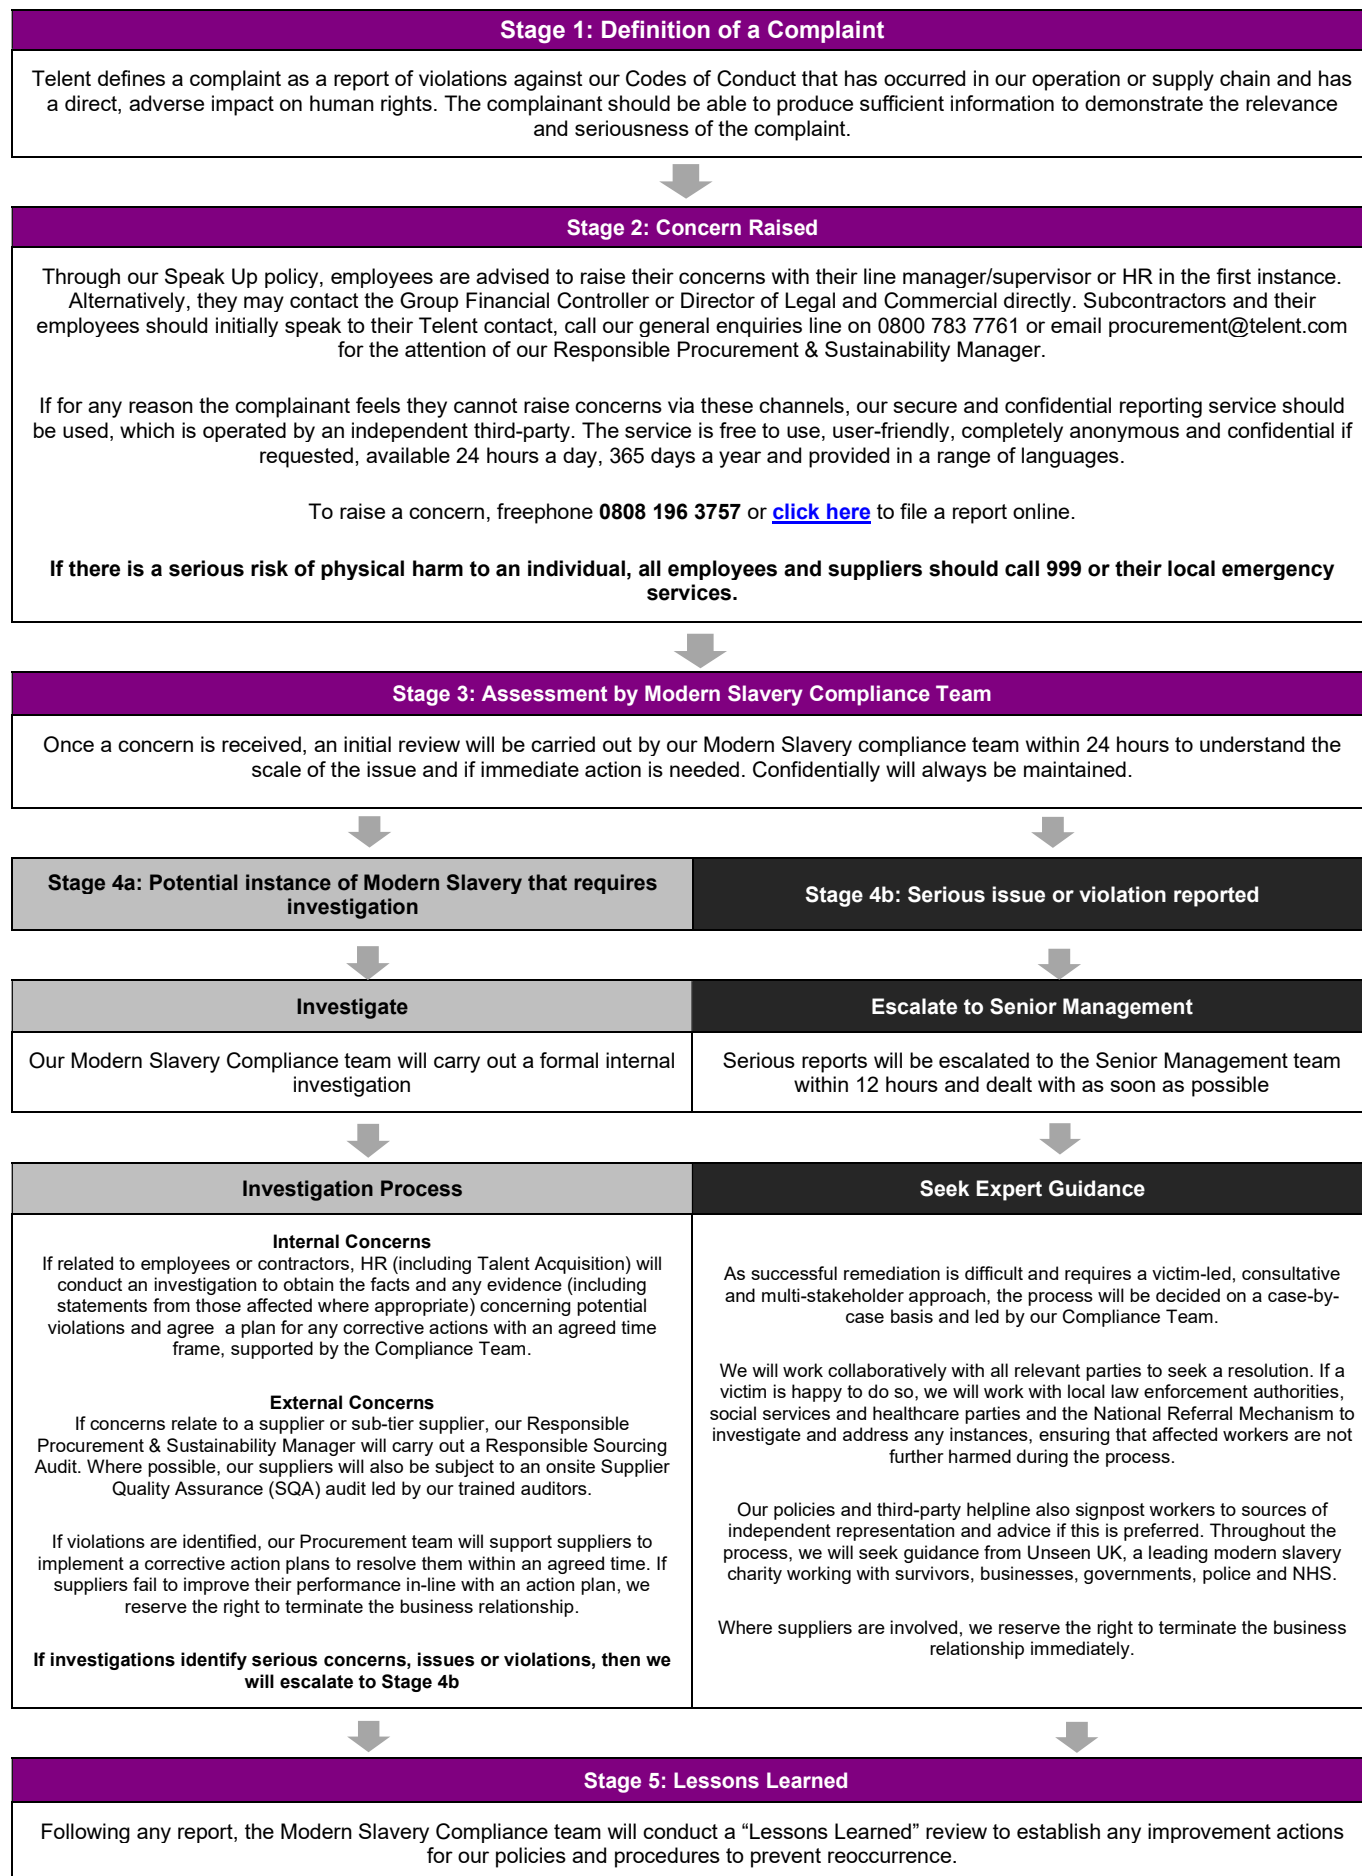 Stage 1: Definition of a Complaint
Telent defines a complaint as a report of violations against our Codes of Conduct that has occurred in our operation or supply chain and has
a direct, adverse impact on human rights. The complainant should be able to produce sufficient information to demonstrate the relevance
and seriousness of the complaint.
Stage 2: Concern Raised
Through our Speak Up policy, employees are advised to raise their concerns with their line manager/supervisor or HR in the first instance.
Alternatively, they may contact the Group Financial Controller or Director of Legal and Commercial directly. Subcontractors and their
employees should initially speak to their Telent contact, call our general enquiries line on 0800 783 7761 or email procurement@telent.com
for the attention of our Responsible Procurement & Sustainability Manager.
If for any reason the complainant feels they cannot raise concerns via these channels, our secure and confidential reporting service should
be used, which is operated by an independent third-party. The service is free to use, user-friendly, completely anonymous and confidential if
requested, available 24 hours a day, 365 days a year and provided in a range of languages.
To raise a concern, freephone 0808 196 3757 or click here to file a report online.
If there is a serious risk of physical harm to an individual, all employees and suppliers should call 999 or their local emergency
services.
Stage 3: Assessment by Modern Slavery Compliance Team
Once a concern is received, an initial review will be carried out by our Modern Slavery compliance team within 24 hours to understand the
scale of the issue and if immediate action is needed. Confidentially will always be maintained.
Stage 4a: Potential instance of Modern Slavery that requires
investigation
Stage 4b: Serious issue or violation reported
Investigate
Escalate to Senior Management
Our Modern Slavery Compliance team will carry out a formal internal
investigation
Serious reports will be escalated to the Senior Management team
within 12 hours and dealt with as soon as possible
Investigation Process
Internal Concerns
If related to employees or contractors, HR (including Talent Acquisition) will
conduct an investigation to obtain the facts and any evidence (including
statements from those affected where appropriate) concerning potential
violations and agree  a plan for any corrective actions with an agreed time
frame, supported by the Compliance Team.
External Concerns
If concerns relate to a supplier or sub-tier supplier, our Responsible
Procurement & Sustainability Manager will carry out a Responsible Sourcing
Audit. Where possible, our suppliers will also be subject to an onsite Supplier
Quality Assurance (SQA) audit led by our trained auditors.
If violations are identified, our Procurement team will support suppliers to
implement a corrective action plans to resolve them within an agreed time. If
suppliers fail to improve their performance in-line with an action plan, we
reserve the right to terminate the business relationship.
If investigations identify serious concerns, issues or violations, then we
will escalate to Stage 4b
Seek Expert Guidance
As successful remediation is difficult and requires a victim-led, consultative
and multi-stakeholder approach, the process will be decided on a case-by-
case basis and led by our Compliance Team.
We will work collaboratively with all relevant parties to seek a resolution. If a
victim is happy to do so, we will work with local law enforcement authorities,
social services and healthcare parties and the National Referral Mechanism to
investigate and address any instances, ensuring that affected workers are not
further harmed during the process.
Our policies and third-party helpline also signpost workers to sources of
independent representation and advice if this is preferred. Throughout the
process, we will seek guidance from Unseen UK, a leading modern slavery
charity working with survivors, businesses, governments, police and NHS.
Where suppliers are involved, we reserve the right to terminate the business
relationship immediately.
Stage 5: Lessons Learned
Following any report, the Modern Slavery Compliance team will conduct a “Lessons Learned” review to establish any improvement actions
for our policies and procedures to prevent reoccurrence.